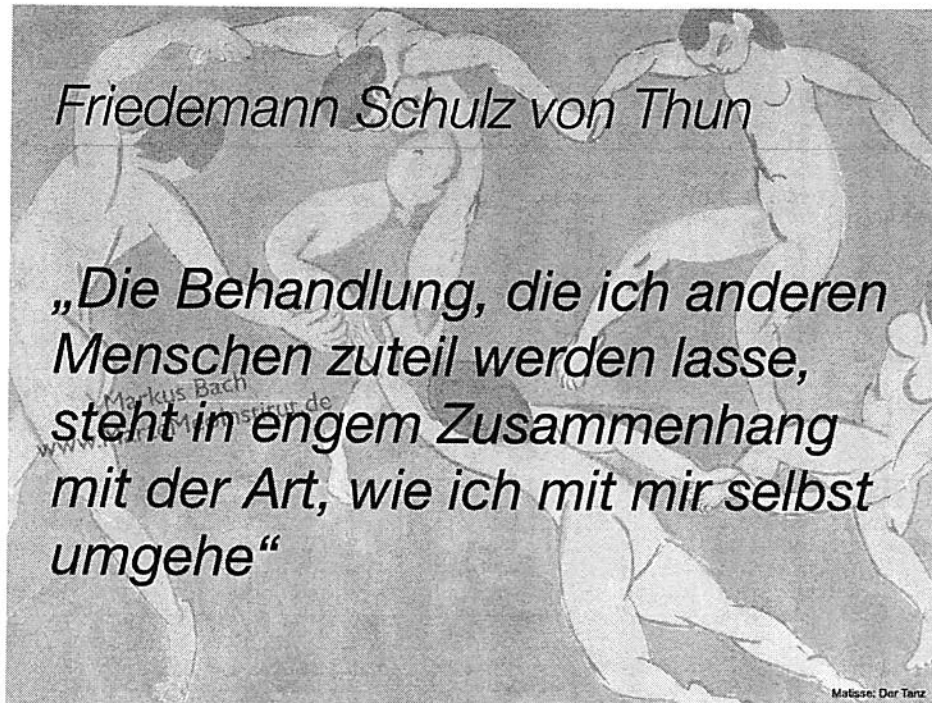 Friedemann Schulz von Thun
„Die Behandlung, die ich anderen
Menschen zuteil werden lasse,
Markus Bach
steht in engem Zusammenhang
mit der Art, wie ich mit mir selbst
umgehe“
Matisse: Der Tanz